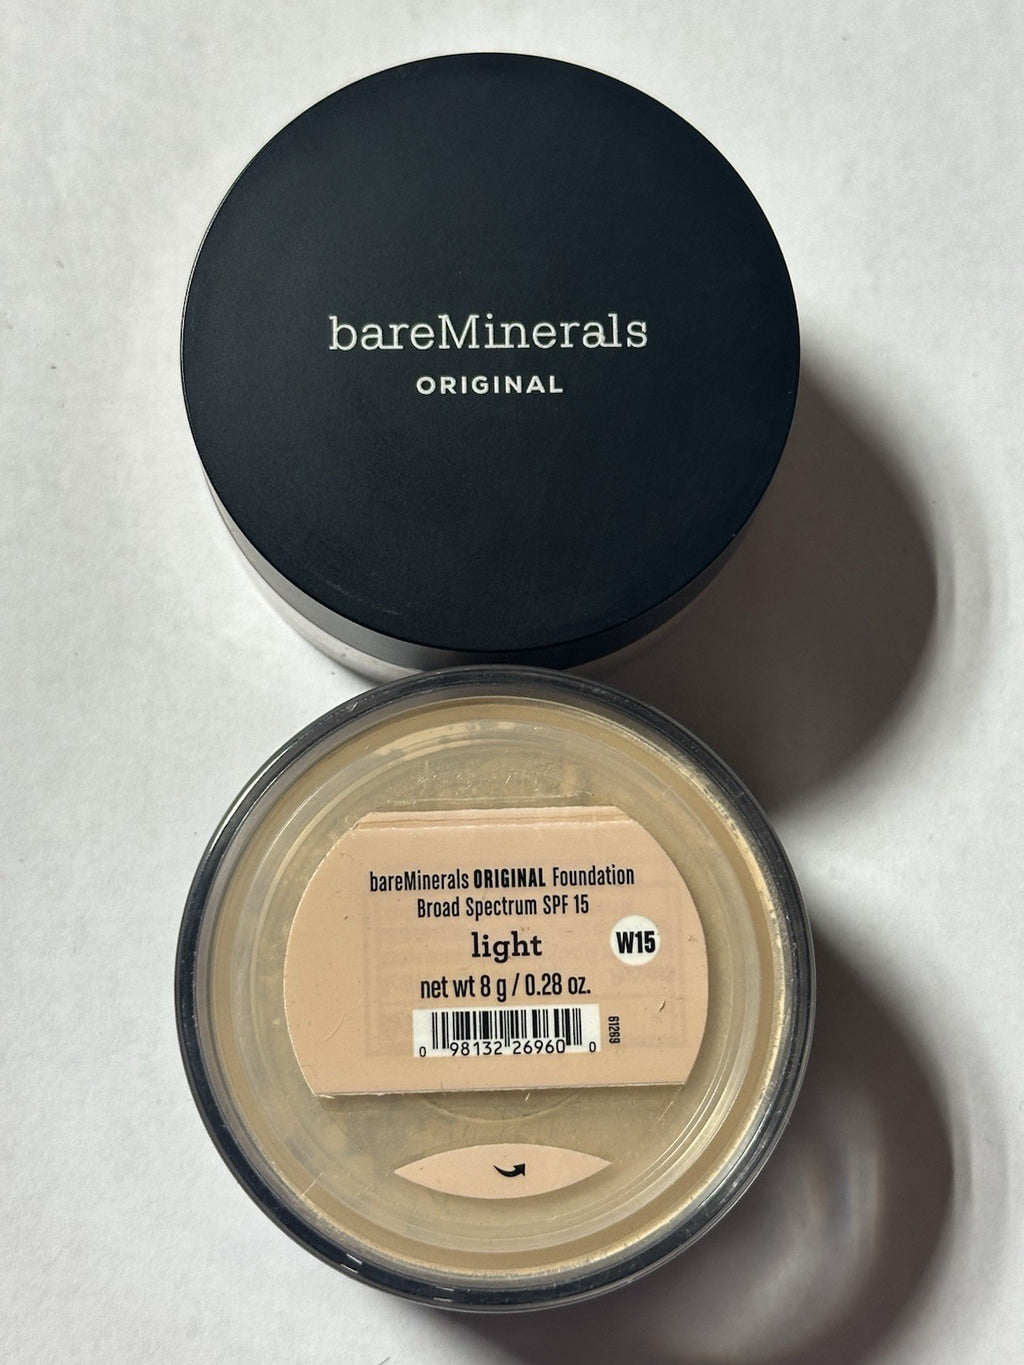 bareMinerals
ORIGINAL
bareMinerals ORIGINAL Foundation
Broad Spectrum SPF 15
light
W15
net wt 8 g / 0.28 oz.
61269
0 98132 26960 0